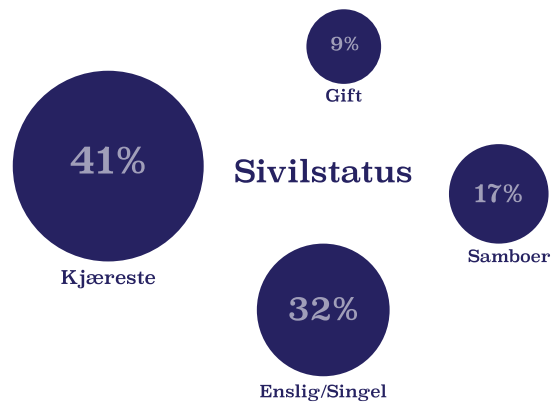 9%
Gift
41%
Kjæreste
Sivilstatus
17%
Samboer
32%
Enslig/Singel